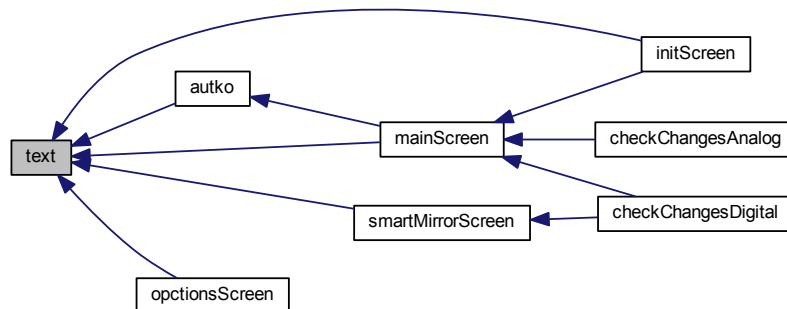 initScreen
autko
mainScreen
checkChangesAnalog
text
smartMirrorScreen
checkChangesDigital
opctionsScreen